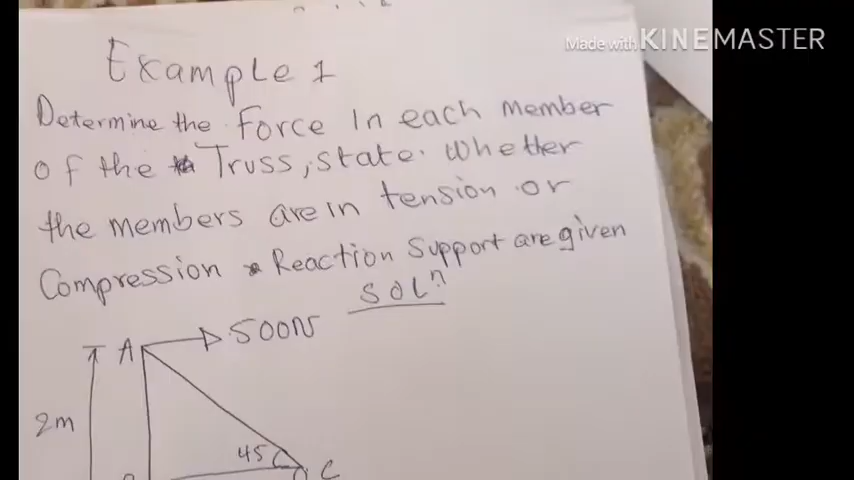 Made with KINEMASTER
Example 1
Determine the Force in each member
of the Truss, state. Whether
the members are in tension or
Compression Reaction Support are given
SOLⁿ
A 500N
2m
45
C